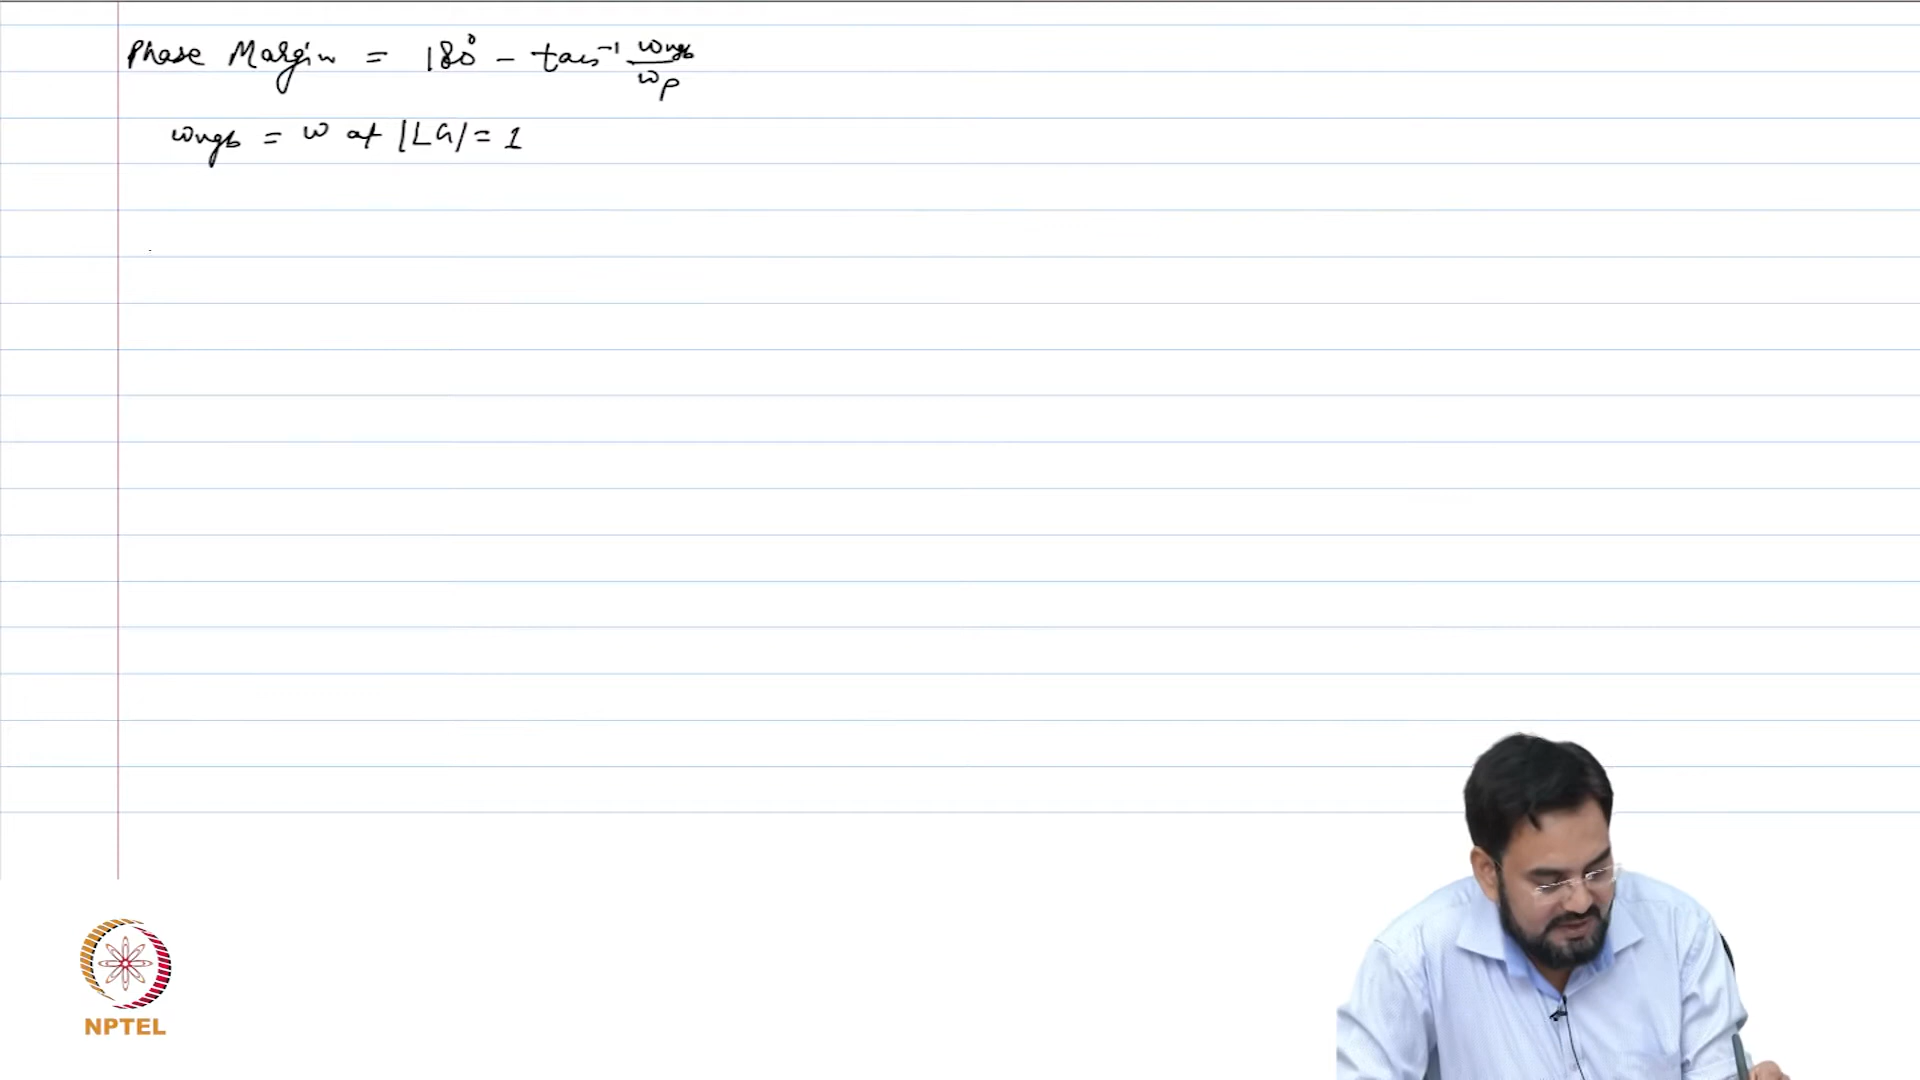 Phase Margin = 180° - tan⁻¹ ωugb/ωp
ωugb = ω at |LG| = 1
NPTEL